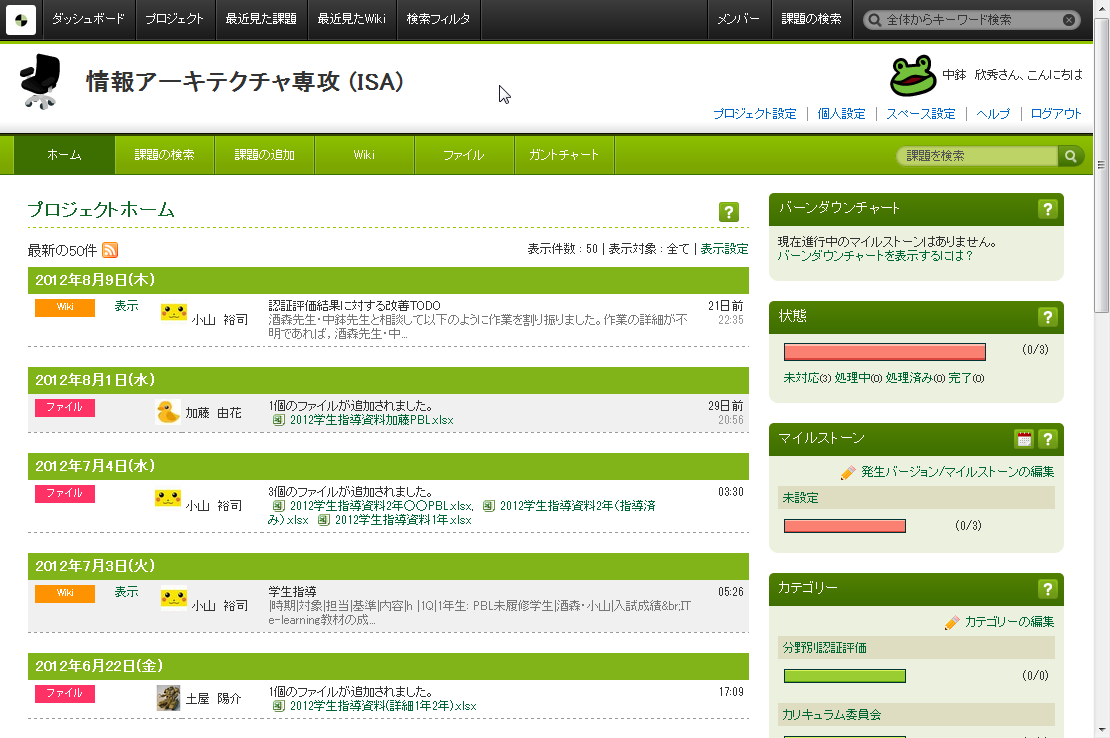 ダッシュボード プロジェクト 最近見た課題 最近見たWiki 検索フィルタ メンバー 課題の検索 全体からキーワード検索
情報アーキテクチャ専攻 (ISA)
中鉢 欣秀さん、こんにちは
プロジェクト設定 | 個人設定 | スペース設定 | ヘルプ | ログアウト
ホーム 課題の検索 課題の追加 Wiki ファイル ガントチャート 課題を検索
プロジェクトホーム
最新の50件 表示件数 : 50 | 表示対象 : 全て | 表示設定
2012年8月9日(木)
Wiki 表示 小山 裕司 認証評価結果に対する改善TODO 21日前
酒森先生・中鉢先生と相談して以下のように作業を割り振りました。作業の詳細が不 22:35
明であれば，酒森先生・中...
2012年8月1日(水)
ファイル 加藤 由花 1個のファイルが追加されました。 29日前
2012学生指導資料加藤PBL.xlsx 20:56
2012年7月4日(水)
ファイル 小山 裕司 3個のファイルが追加されました。 03:30
2012学生指導資料2年〇〇PBL.xlsx, 2012学生指導資料2年(指導済
み).xlsx 2012学生指導資料1年.xlsx
2012年7月3日(火)
Wiki 表示 小山 裕司 学生指導 05:26
|時期|対象|担当|基準|内容|h |1Q|1年生: PBL未履修学生|酒森・小山|入試成績&br;IT
e-learning教材の成...
2012年6月22日(金)
ファイル 土屋 陽介 1個のファイルが追加されました。 17:09
2012学生指導資料(詳細1年2年).xlsx
バーンダウンチャート
現在進行中のマイルストーンはありません。
バーンダウンチャートを表示するには？
状態
(0/3)
未対応(3) 処理中(0) 処理済み(0) 完了(0)
マイルストーン
発生バージョン/マイルストーンの編集
未設定
(0/3)
カテゴリー
カテゴリーの編集
分野別認証評価
(0/0)
カリキュラム委員会